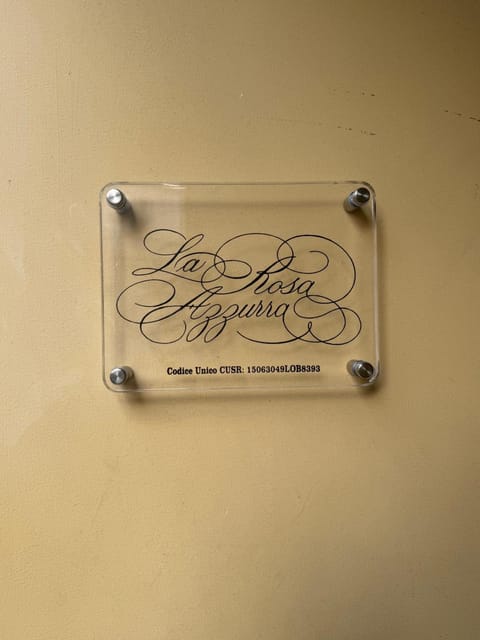 La Rosa
Azzurra
Codice Unico CUSR: 15063049LOB8393